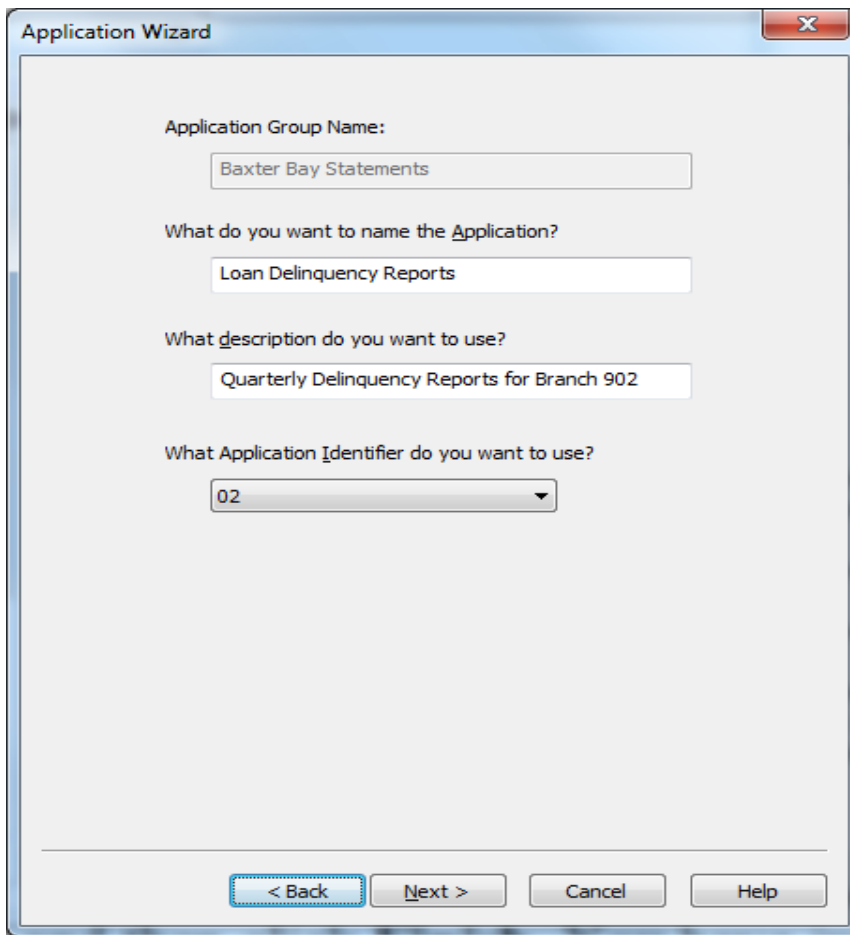 Application Wizard
Application Group Name:
Baxter Bay Statements
What do you want to name the Application?
Loan Delinquency Reports
What description do you want to use?
Quarterly Delinquency Reports for Branch 902
What Application Identifier do you want to use?
02
< Back Next > Cancel Help